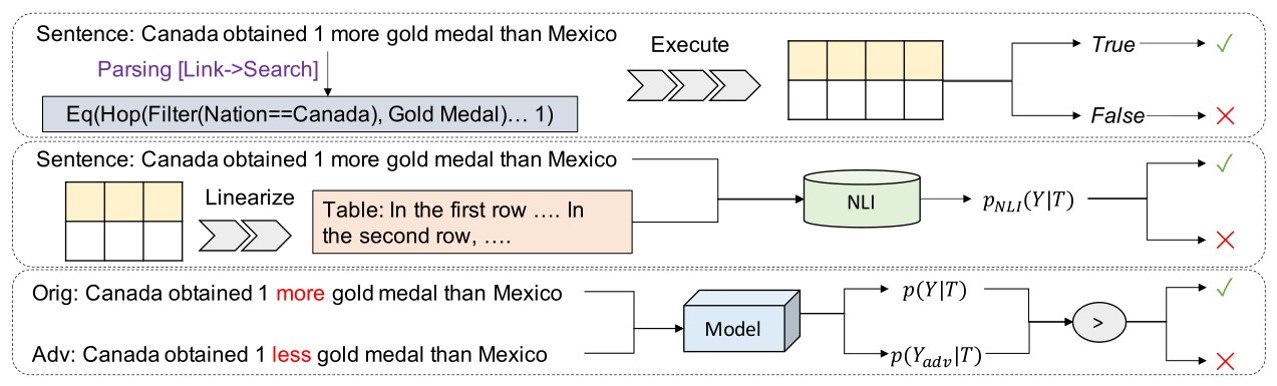 Sentence: Canada obtained 1 more gold medal than Mexico
Parsing [Link->Search]
Eq(Hop(Filter(Nation==Canada), Gold Medal)… 1)
Execute
True
False
Sentence: Canada obtained 1 more gold medal than Mexico
Linearize
Table: In the first row …. In
the second row, ….
NLI
p_{NLI}(Y|T)
Orig: Canada obtained 1 more gold medal than Mexico
Adv: Canada obtained 1 less gold medal than Mexico
Model
p(Y|T)
p(Y_{adv}|T)
>